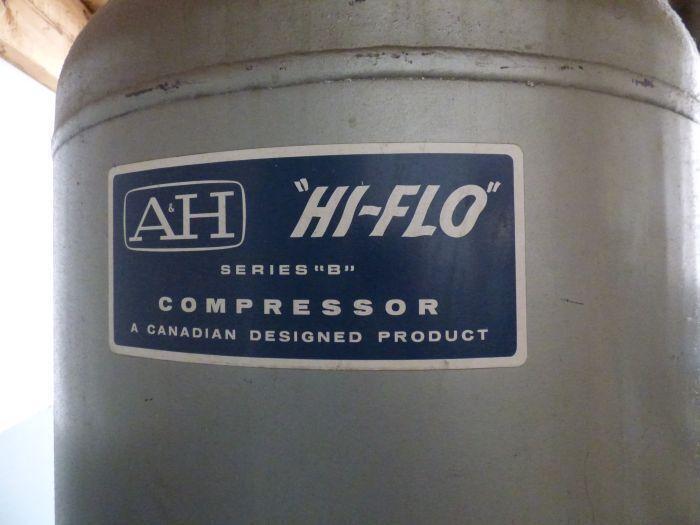 A&H "HI-FLO"
SERIES "B"
COMPRESSOR
A CANADIAN DESIGNED PRODUCT